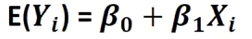 E(Yᵢ) = β₀ + β₁Xᵢ